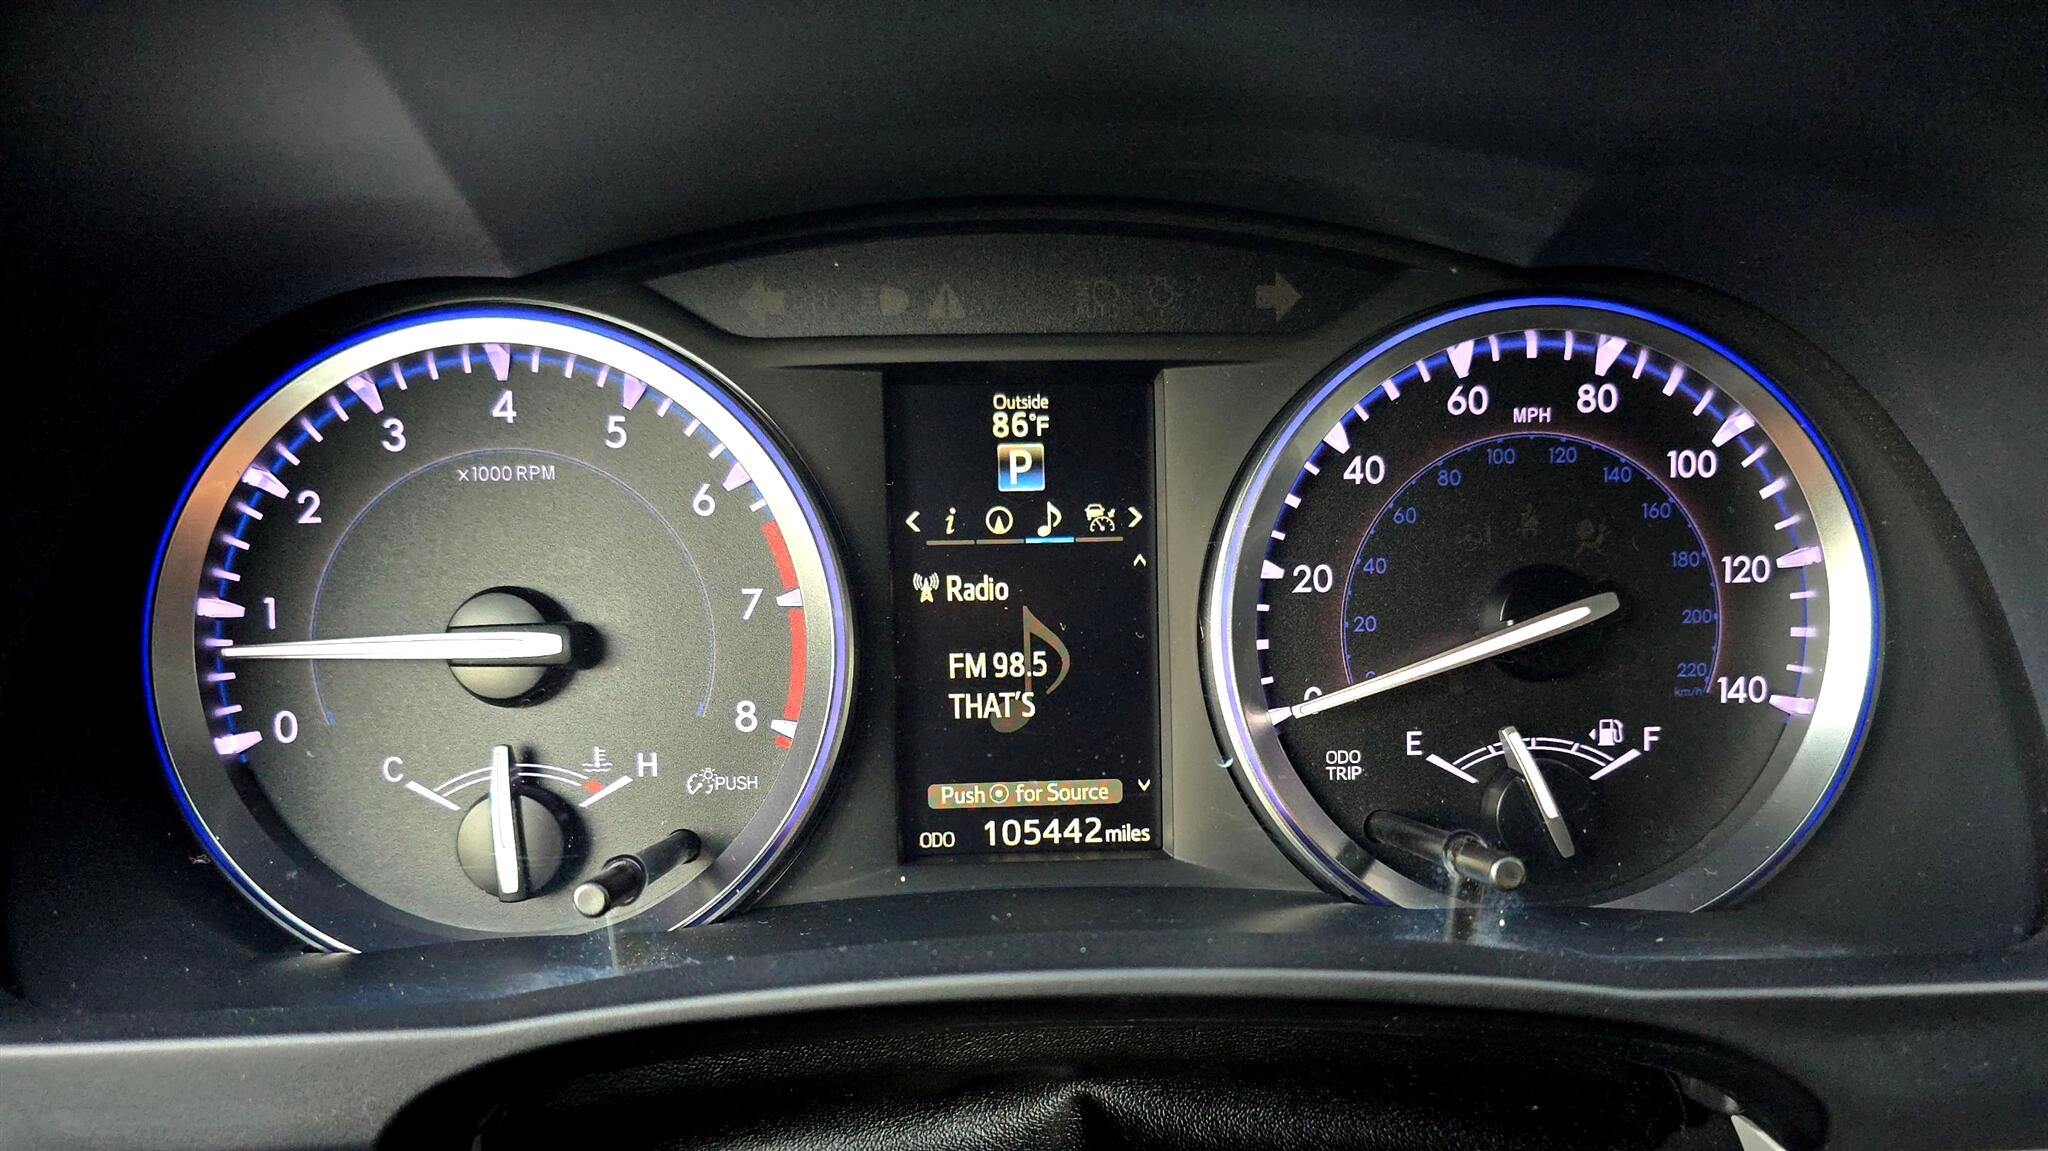 0
1
2
3
4
5
6
7
8
x1000 RPM
C
H
PUSH
Outside
86°F
P
i
Radio
FM 98.5
THAT'S
Push for Source
ODO 105442 miles
AUTO
0
20
40
60
80
100
120
140
MPH
20
40
60
80
100
120
140
160
180
200
220
km/h
ODO
TRIP
E
F